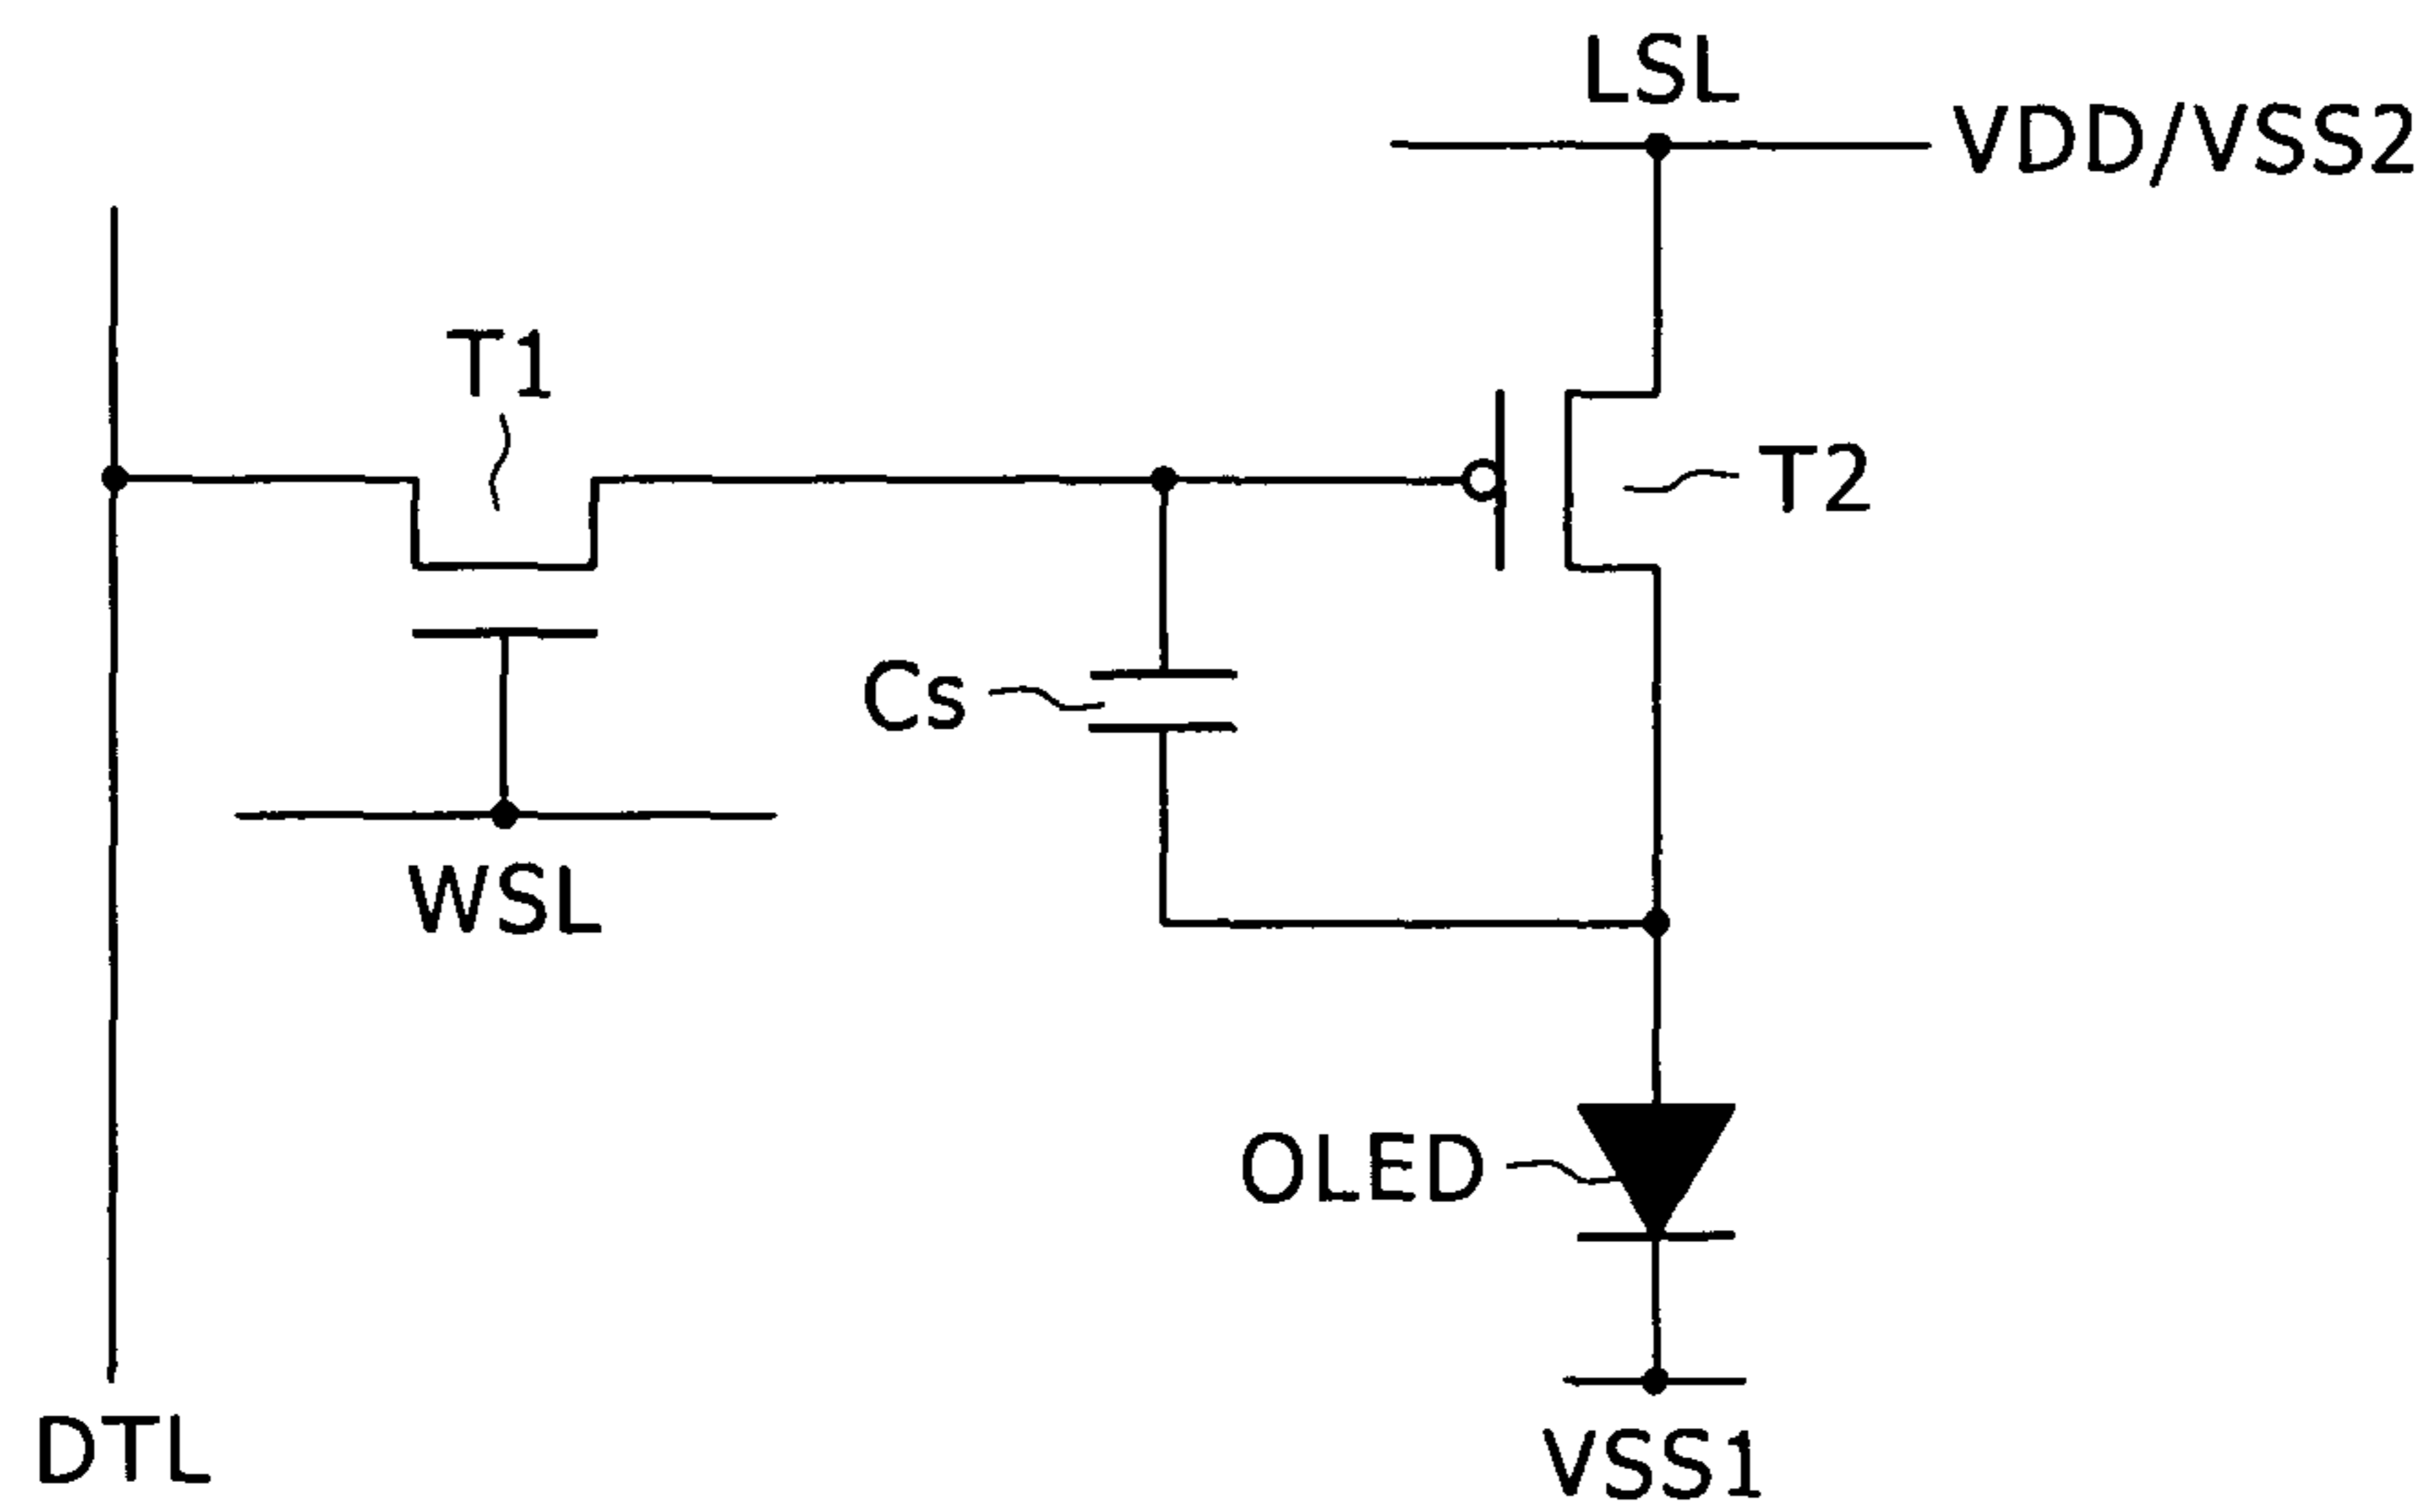 LSL
VDD/VSS2
T1
T2
Cs
WSL
OLED
DTL
VSS1